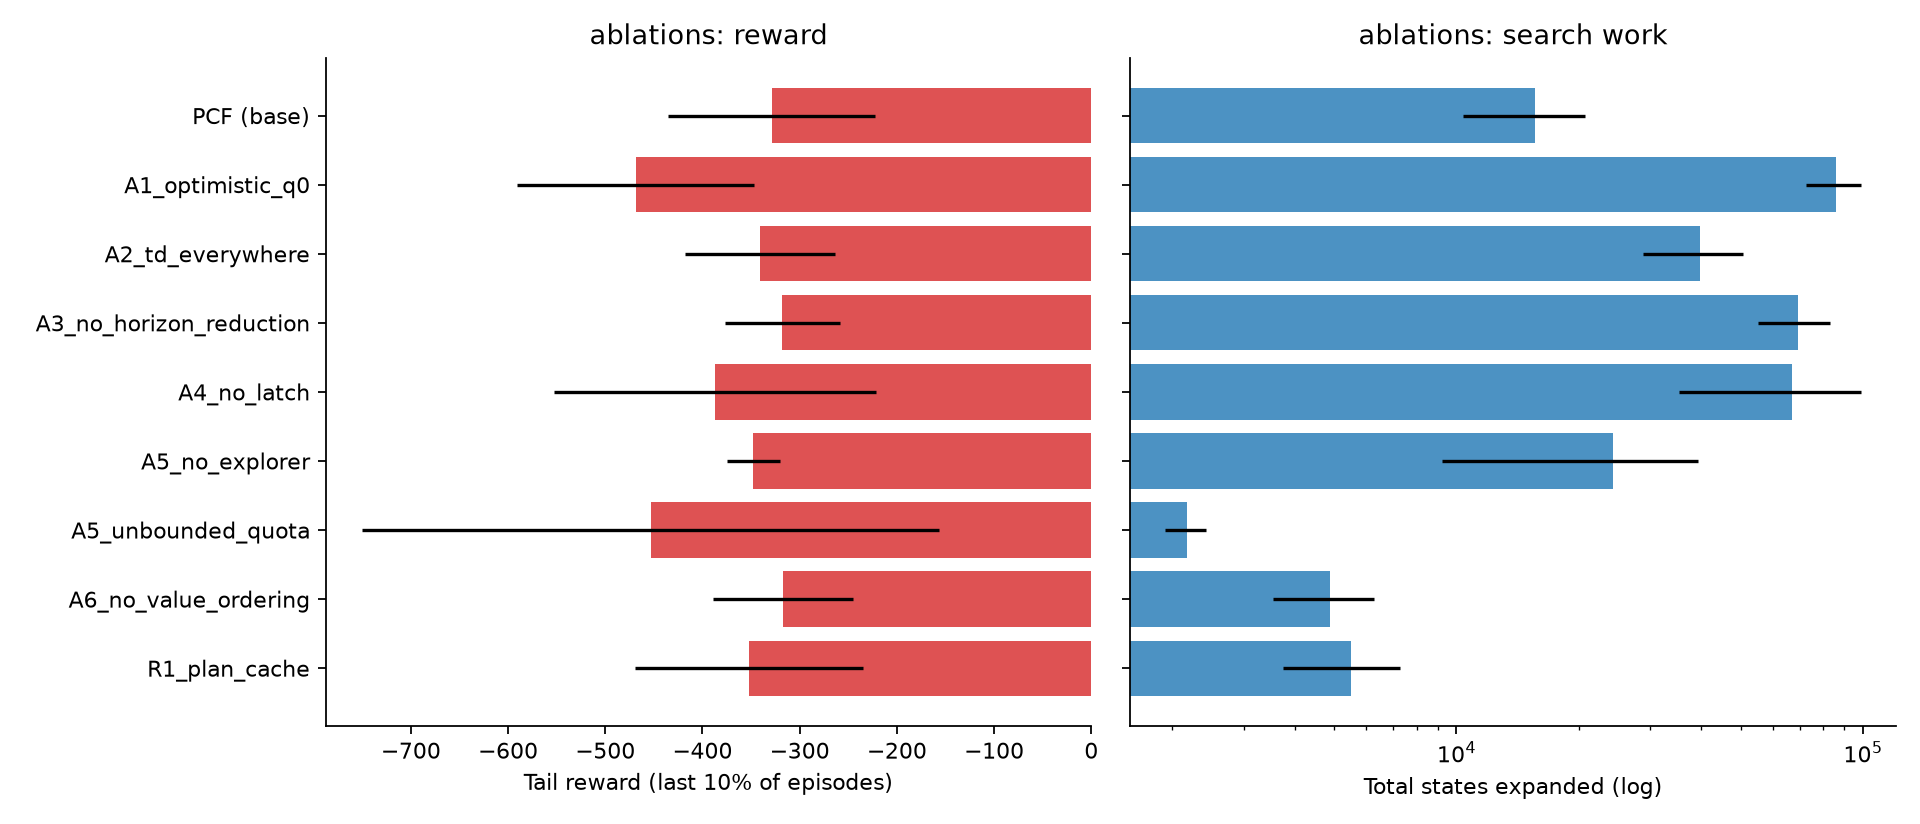 ablations: reward
PCF (base)
A1_optimistic_q0
A2_td_everywhere
A3_no_horizon_reduction
A4_no_latch
A5_no_explorer
A5_unbounded_quota
A6_no_value_ordering
R1_plan_cache
−700 −600 −500 −400 −300 −200 −100 0
Tail reward (last 10% of episodes)
ablations: search work
10⁴ 10⁵
Total states expanded (log)